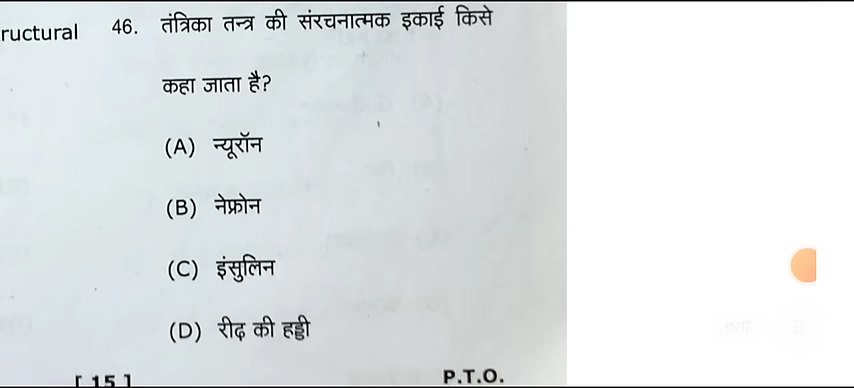 ructural
46. तंत्रिका तन्त्र की संरचनात्मक इकाई किसे
कहा जाता है?
(A) न्यूरॉन
(B) नेफ्रोन
(C) इंसुलिन
(D) रीढ़ की हड्डी
[ 15 ]
P.T.O.